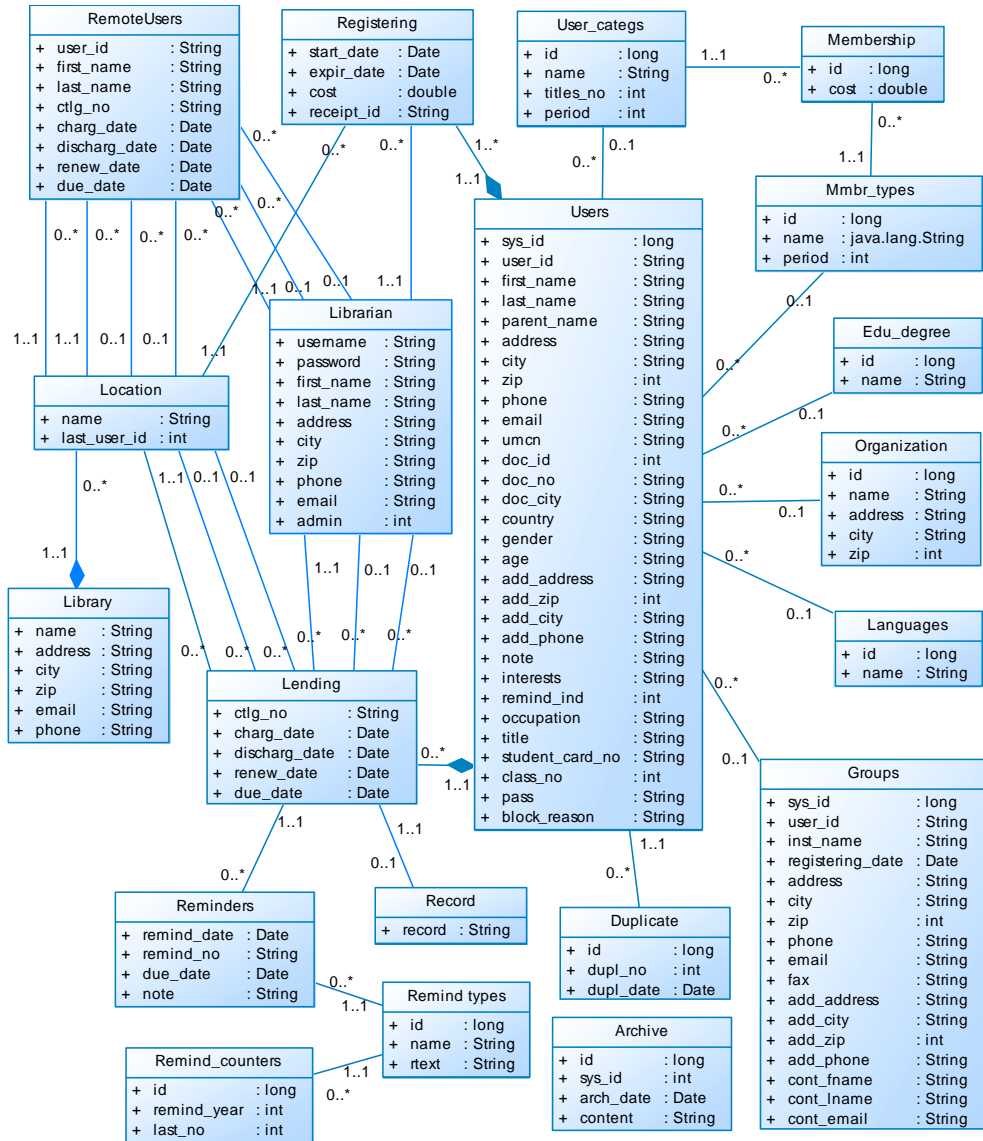 RemoteUsers
+ user_id : String
+ first_name : String
+ last_name : String
+ ctlg_no : String
+ charg_date : Date
+ discharg_date : Date
+ renew_date : Date
+ due_date : Date
Registering
+ start_date : Date
+ expir_date : Date
+ cost : double
+ receipt_id : String
User_categs
+ id : long
+ name : String
+ titles_no : int
+ period : int
1..1
0..*
Membership
+ id : long
+ cost : double
0..*
1..1
Mmbr_types
+ id : long
+ name : java.lang.String
+ period : int
0..1
0..*
0..1
0..*
1..*
1..1
0..*
0..*
0..*
0..*
0..*
0..*
0..*
0..*
0..*
1..1
1..1
0..1
0..1
1..1
0..1
0..1
1..1
1..1
Users
+ sys_id : long
+ user_id : String
+ first_name : String
+ last_name : String
+ parent_name : String
+ address : String
+ city : String
+ zip : int
+ phone : String
+ email : String
+ umcn : String
+ doc_id : int
+ doc_no : String
+ doc_city : String
+ country : String
+ gender : String
+ age : String
+ add_address : String
+ add_zip : int
+ add_city : String
+ add_phone : String
+ note : String
+ interests : String
+ remind_ind : int
+ occupation : String
+ title : String
+ student_card_no : String
+ class_no : int
+ pass : String
+ block_reason : String
Librarian
+ username : String
+ password : String
+ first_name : String
+ last_name : String
+ address : String
+ city : String
+ zip : String
+ phone : String
+ email : String
+ admin : int
Location
+ name : String
+ last_user_id : int
Edu_degree
+ id : long
+ name : String
0..1
0..*
Organization
+ id : long
+ name : String
+ address : String
+ city : String
+ zip : int
0..*
0..1
Languages
+ id : long
+ name : String
0..*
0..1
0..*
0..1
0..*
1..1
1..1
0..1
0..1
0..*
0..*
0..*
1..1
0..1
0..1
0..*
0..*
0..*
Library
+ name : String
+ address : String
+ city : String
+ zip : String
+ email : String
+ phone : String
Lending
+ ctlg_no : String
+ charg_date : Date
+ discharg_date : Date
+ renew_date : Date
+ due_date : Date
0..*
1..1
1..1
0..*
1..1
0..1
Groups
+ sys_id : long
+ user_id : String
+ inst_name : String
+ registering_date : Date
+ address : String
+ city : String
+ zip : int
+ phone : String
+ email : String
+ fax : String
+ add_address : String
+ add_city : String
+ add_zip : int
+ add_phone : String
+ cont_fname : String
+ cont_lname : String
+ cont_email : String
Reminders
+ remind_date : Date
+ remind_no : String
+ due_date : Date
+ note : String
Record
+ record : String
1..1
0..*
Duplicate
+ id : long
+ dupl_no : int
+ dupl_date : Date
0..*
1..1
Remind types
+ id : long
+ name : String
+ rtext : String
1..1
0..*
Remind_counters
+ id : long
+ remind_year : int
+ last_no : int
Archive
+ id : long
+ sys_id : int
+ arch_date : Date
+ content : String